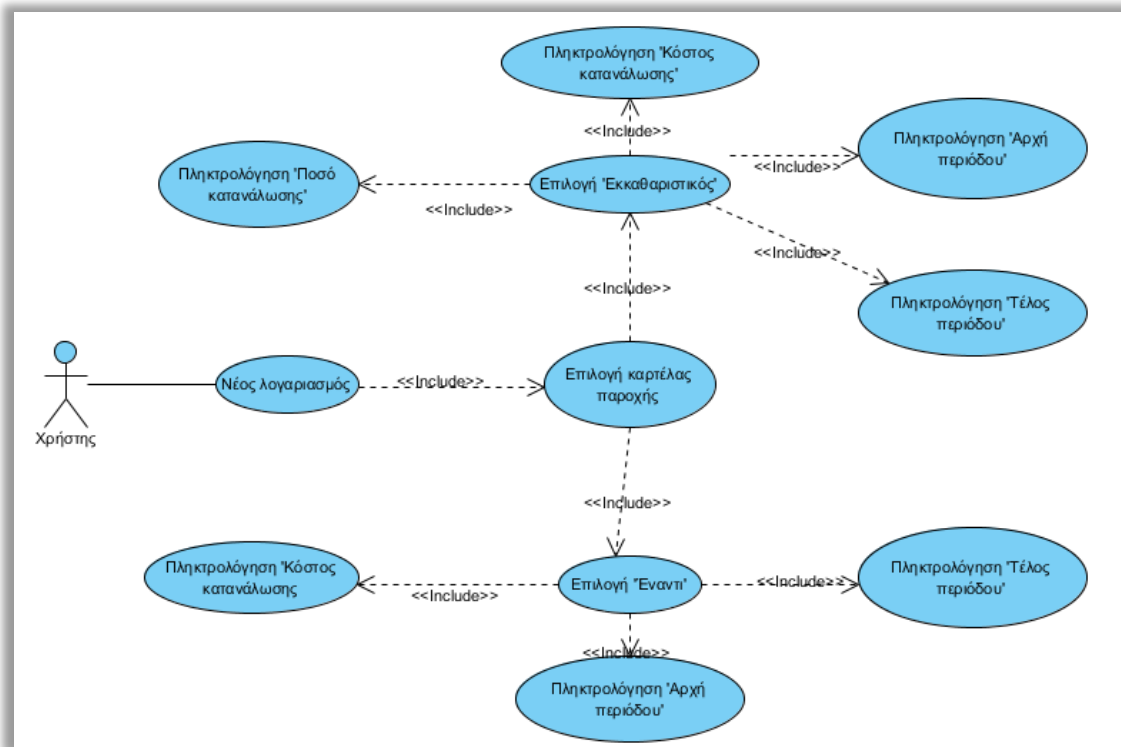 Πληκτρολόγηση 'Κόστος
κατανάλωσης'
<<Include>>
Πληκτρολόγηση 'Αρχή
περιόδου'
<<Include>>
Πληκτρολόγηση 'Ποσό
κατανάλωσης'
Επιλογή 'Εκκαθαριστικός'
<<Include>>
<<Include>>
<<Include>>
Πληκτρολόγηση 'Τέλος
περιόδου'
Χρήστης
Νέος λογαριασμός
<<Include>>
Επιλογή καρτέλας
παροχής
<<Include>>
Πληκτρολόγηση 'Κόστος
κατανάλωσης
<<Include>>
Επιλογή 'Έναντι'
<<Include>>
Πληκτρολόγηση 'Τέλος
περιόδου'
<<Include>>
Πληκτρολόγηση 'Αρχή
περιόδου'